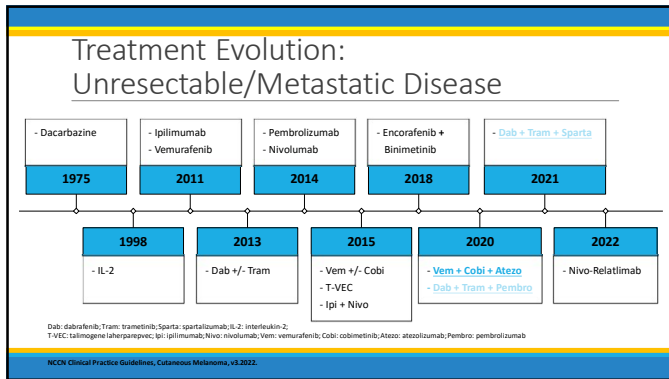 Treatment Evolution:
Unresectable/Metastatic Disease
- Dacarbazine
1975
- Ipilimumab
- Vemurafenib
2011
- Pembrolizumab
- Nivolumab
2014
- Encorafenib +
Binimetinib
2018
- Dab + Tram + Sparta
2021
1998
- IL-2
2013
- Dab +/- Tram
2015
- Vem +/- Cobi
- T-VEC
- Ipi + Nivo
2020
- Vem + Cobi + Atezo
- Dab + Tram + Pembro
2022
- Nivo-Relatlimab
Dab: dabrafenib; Tram: trametinib; Sparta: spartalizumab; IL-2: interleukin-2;
T-VEC: talimogene laherparepvec; Ipi: ipilimumab; Nivo: nivolumab; Vem: vemurafenib; Cobi: cobimetinib; Atezo: atezolizumab; Pembro: pembrolizumab
NCCN Clinical Practice Guidelines, Cutaneous Melanoma, v3.2022.